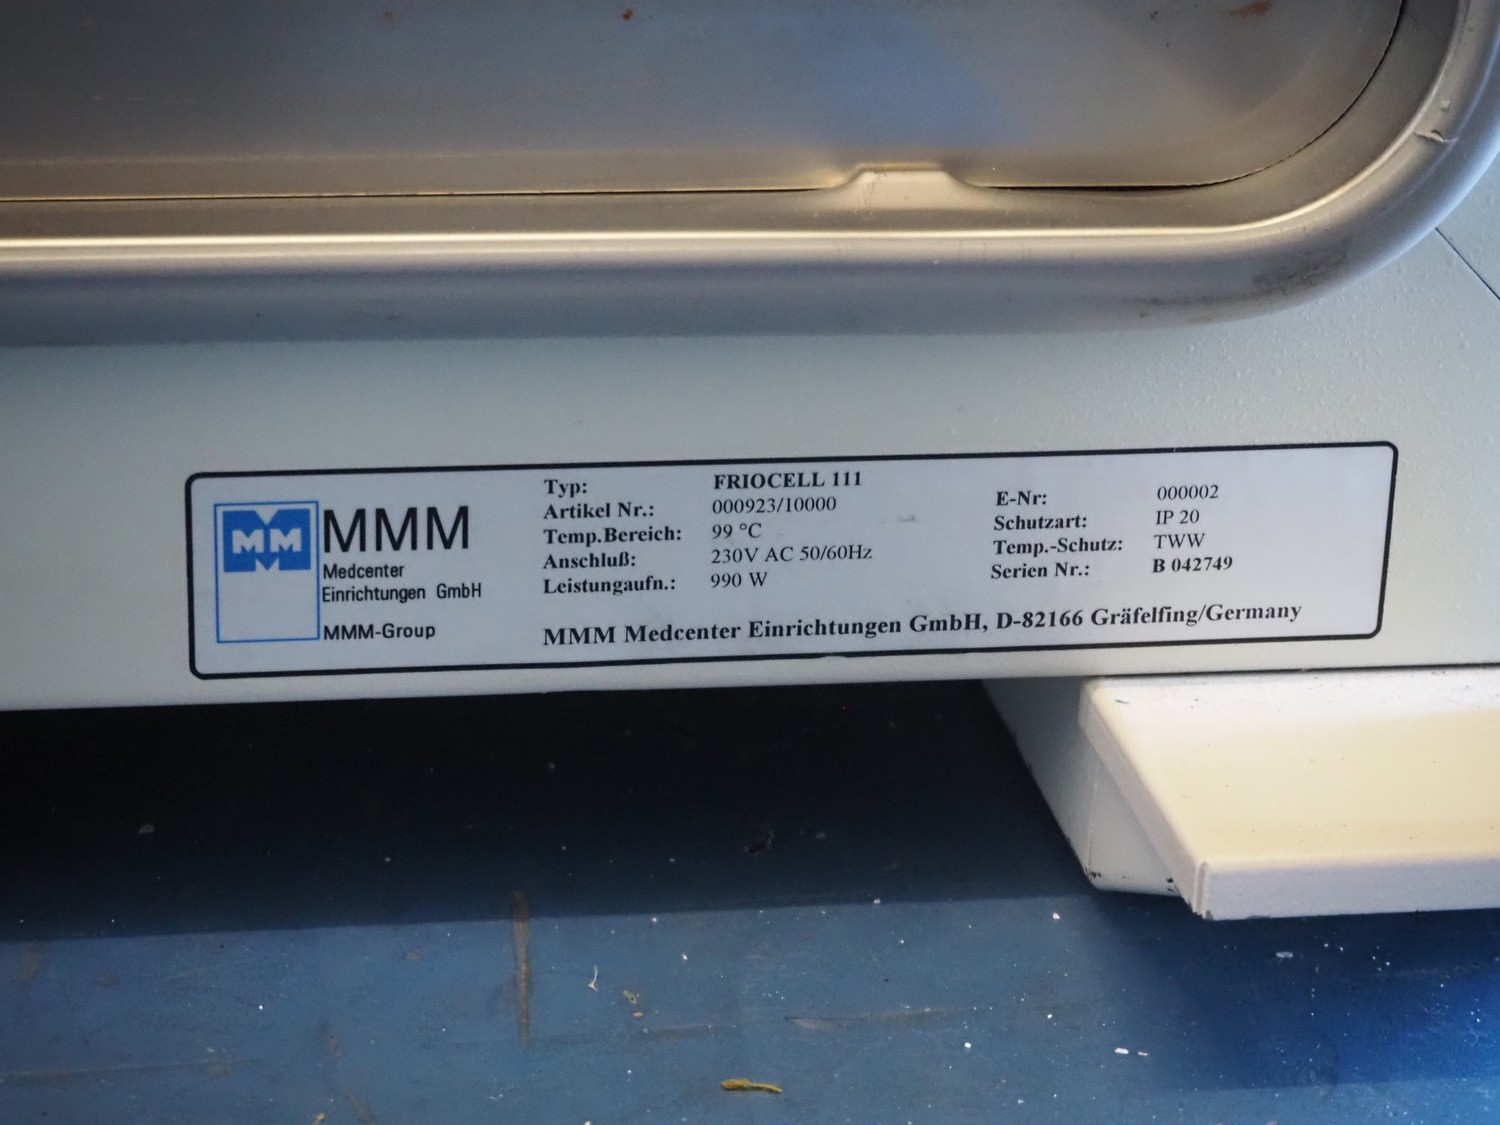 MMM
MMM
Medcenter
Einrichtungen GmbH
MMM-Group
Typ: FRIOCELL 111
Artikel Nr.: 000923/10000
Temp.Bereich: 99 °C
Anschluß: 230V AC 50/60Hz
Leistungaufn.: 990 W
E-Nr: 000002
Schutzart: IP 20
Temp.-Schutz: TWW
Serien Nr.: B 042749
MMM Medcenter Einrichtungen GmbH, D-82166 Gräfelfing/Germany